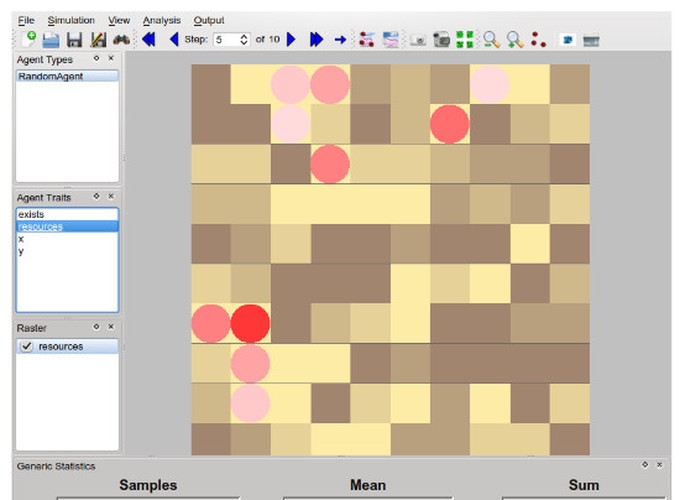 File Simulation View Analysis Output
Step: 5 of 10
Agent Types
RandomAgent
Agent Traits
exists
resources
x
y
Raster
resources
Generic Statistics
Samples Mean Sum